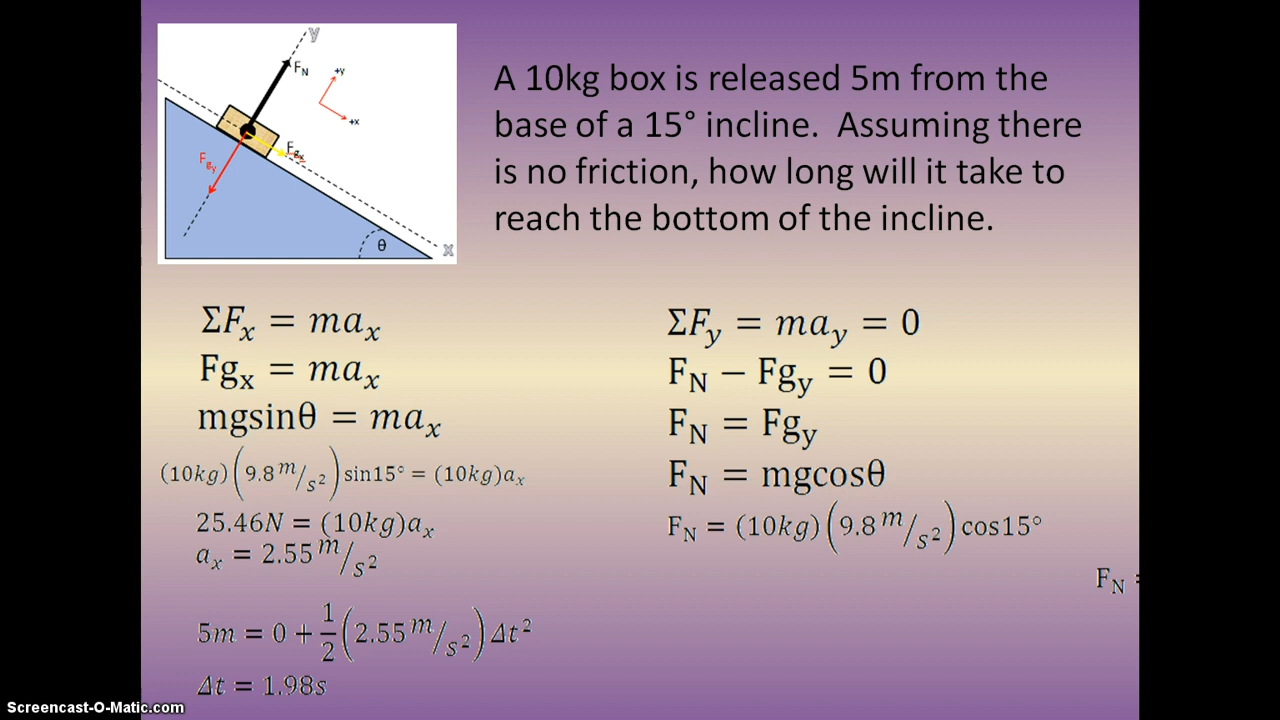 y
F_N
+y
+x
F_gx
F_gy
θ
x
A 10kg box is released 5m from the
base of a 15° incline.  Assuming there
is no friction, how long will it take to
reach the bottom of the incline.
ΣF_x = ma_x
Fg_x = ma_x
mgsinθ = ma_x
(10kg)(9.8 m/s²) sin15° = (10kg)a_x
25.46N = (10kg)a_x
a_x = 2.55 m/s²
5m = 0 + 1/2 (2.55 m/s²) Δt²
Δt = 1.98s
ΣF_y = ma_y = 0
F_N − Fg_y = 0
F_N = Fg_y
F_N = mgcosθ
F_N = (10kg)(9.8 m/s²) cos15°
F_N =
Screencast-O-Matic.com